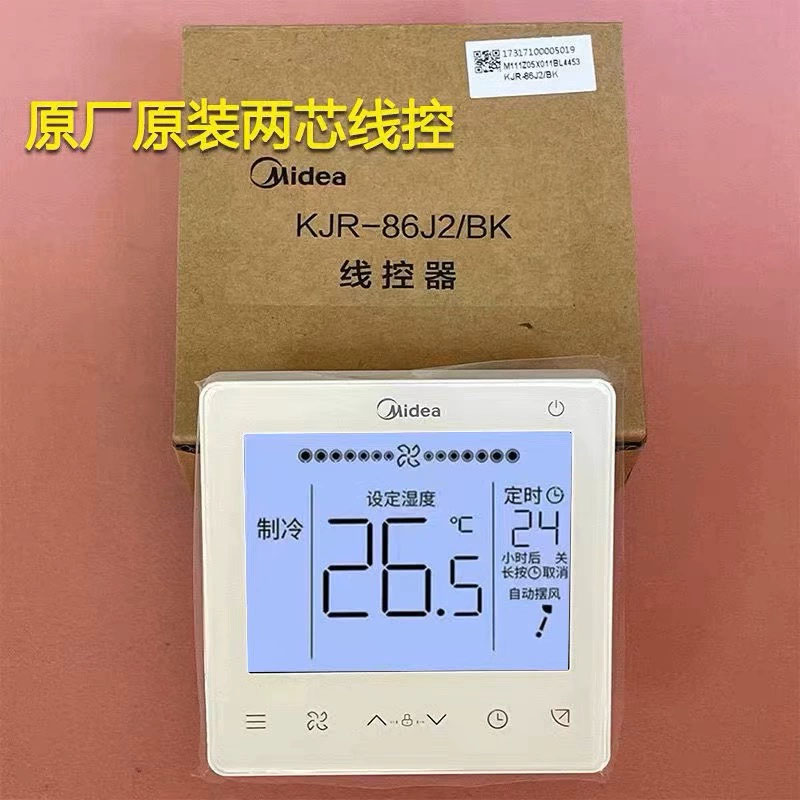 17317100005019
M111Z05X011BL4453
KJR-86J2/BK
原厂原装两芯线控
Midea
KJR-86J2/BK
线控器
Midea
设定湿度
定时
制冷
26.5
℃
24
小时后 关
长按取消
自动摆风